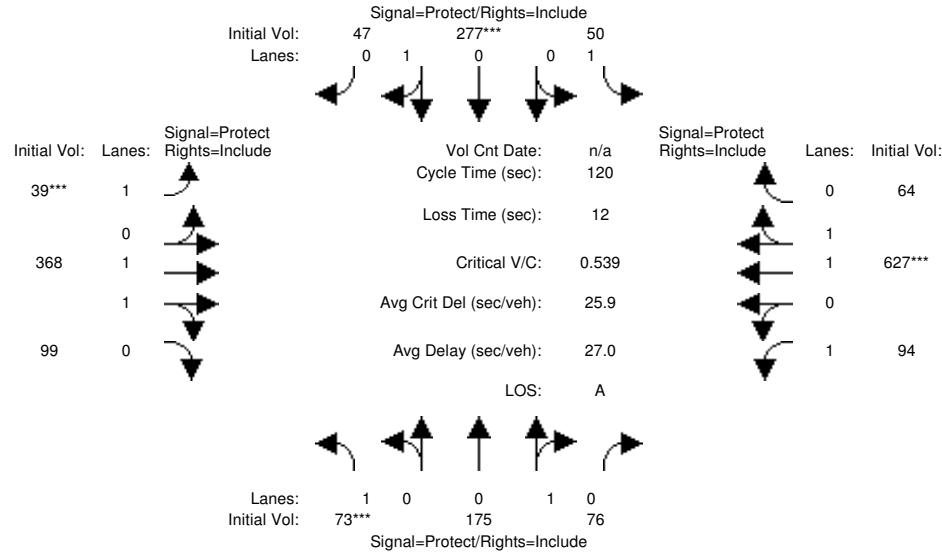 Signal=Protect/Rights=Include
Initial Vol: 47 277*** 50
Lanes: 0 1 0 0 1
Signal=Protect
Signal=Protect
Initial Vol: Lanes: Rights=Include Vol Cnt Date: n/a Rights=Include Lanes: Initial Vol:
Cycle Time (sec): 120
39*** 1 0 64
Loss Time (sec): 12
0 1
368 1 Critical V/C: 0.539 1 627***
1 Avg Crit Del (sec/veh): 25.9 0
99 0 Avg Delay (sec/veh): 27.0 1 94
LOS: A
Lanes: 1 0 0 1 0
Initial Vol: 73*** 175 76
Signal=Protect/Rights=Include